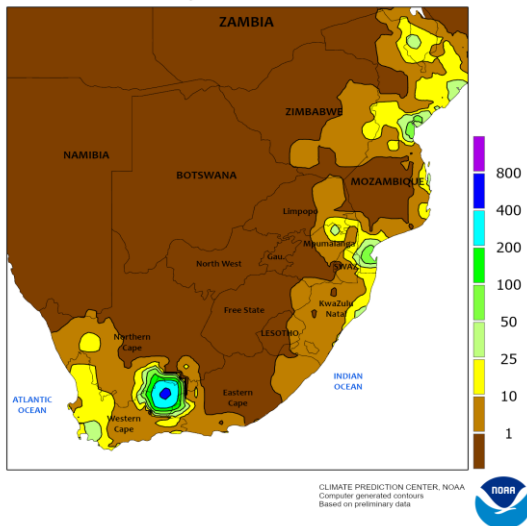 ZAMBIA
ZIMBABWE
NAMIBIA
BOTSWANA
MOZAMBIQUE
Limpopo
Mpumalanga
North West
Gau.
SWAZ.
Free State
KwaZulu
Natal
LESOTHO
Northern
Cape
Eastern
Cape
Western
Cape
ATLANTIC
OCEAN
INDIAN
OCEAN
800
400
200
100
50
25
10
1
CLIMATE PREDICTION CENTER, NOAA
Computer generated contours
Based on preliminary data
NOAA